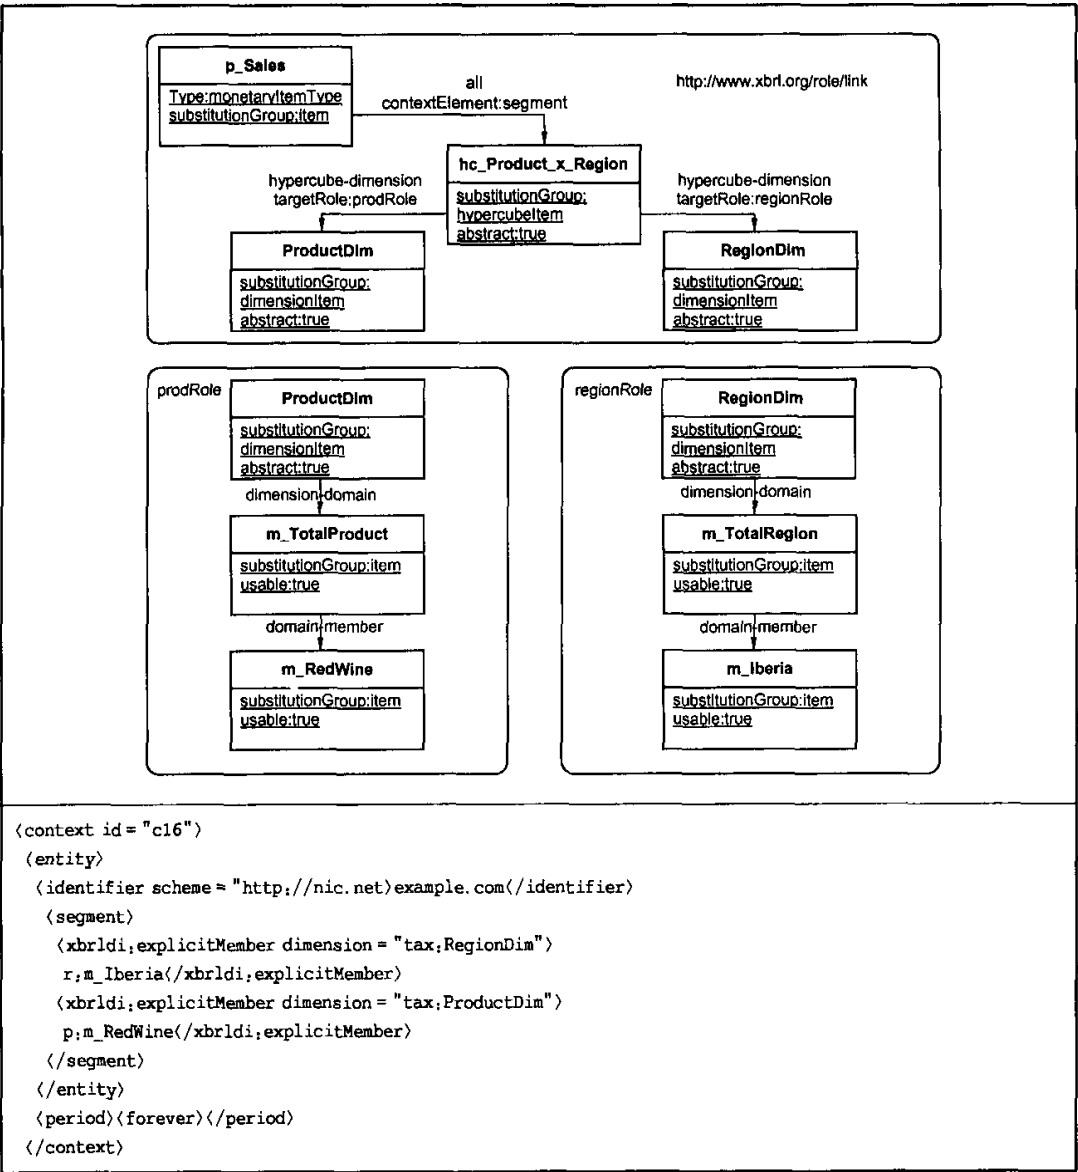 p_Sales
Type:monetaryItemType
substitutionGroup:item
all
contextElement:segment
http://www.xbrl.org/role/link
hc_Product_x_Region
substitutionGroup:
hypercubeItem
abstract:true
hypercube-dimension
targetRole:prodRole
hypercube-dimension
targetRole:regionRole
ProductDim
substitutionGroup:
dimensionItem
abstract:true
RegionDim
substitutionGroup:
dimensionItem
abstract:true
prodRole
ProductDim
substitutionGroup:
dimensionItem
abstract:true
dimension-domain
m_TotalProduct
substitutionGroup:item
usable:true
domain-member
m_RedWine
substitutionGroup:item
usable:true
regionRole
RegionDim
substitutionGroup:
dimensionItem
abstract:true
dimension-domain
m_TotalRegion
substitutionGroup:item
usable:true
domain-member
m_Iberia
substitutionGroup:item
usable:true
〈context id = "c16"〉
〈entity〉
〈identifier scheme = "http://nic.net〉example.com〈/identifier〉
〈segment〉
〈xbrldi:explicitMember dimension = "tax:RegionDim"〉
r:m_Iberia〈/xbrldi:explicitMember〉
〈xbrldi:explicitMember dimension = "tax:ProductDim"〉
p:m_RedWine〈/xbrldi:explicitMember〉
〈/segment〉
〈/entity〉
〈period〉〈forever〉〈/period〉
〈/context〉